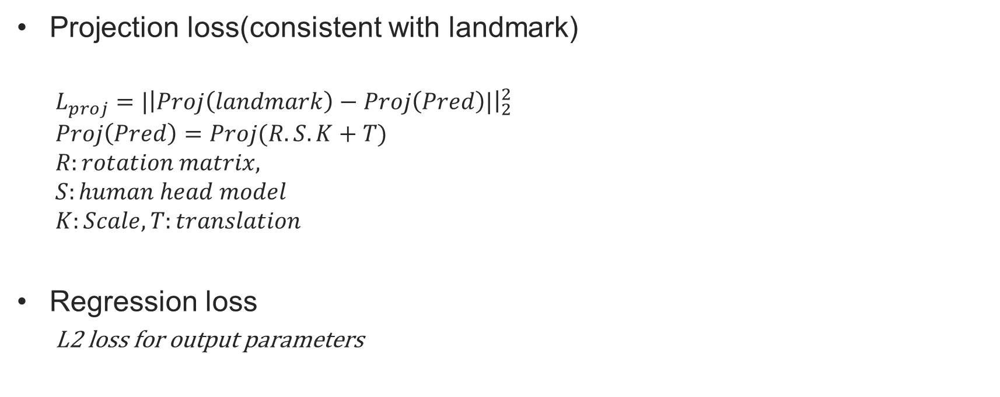 • Projection loss(consistent with landmark)
L_{proj} = ||Proj(landmark) − Proj(Pred)||_2^2
Proj(Pred) = Proj(R.S.K + T)
R: rotation matrix,
S: human head model
K: Scale, T: translation
• Regression loss
L2 loss for output parameters